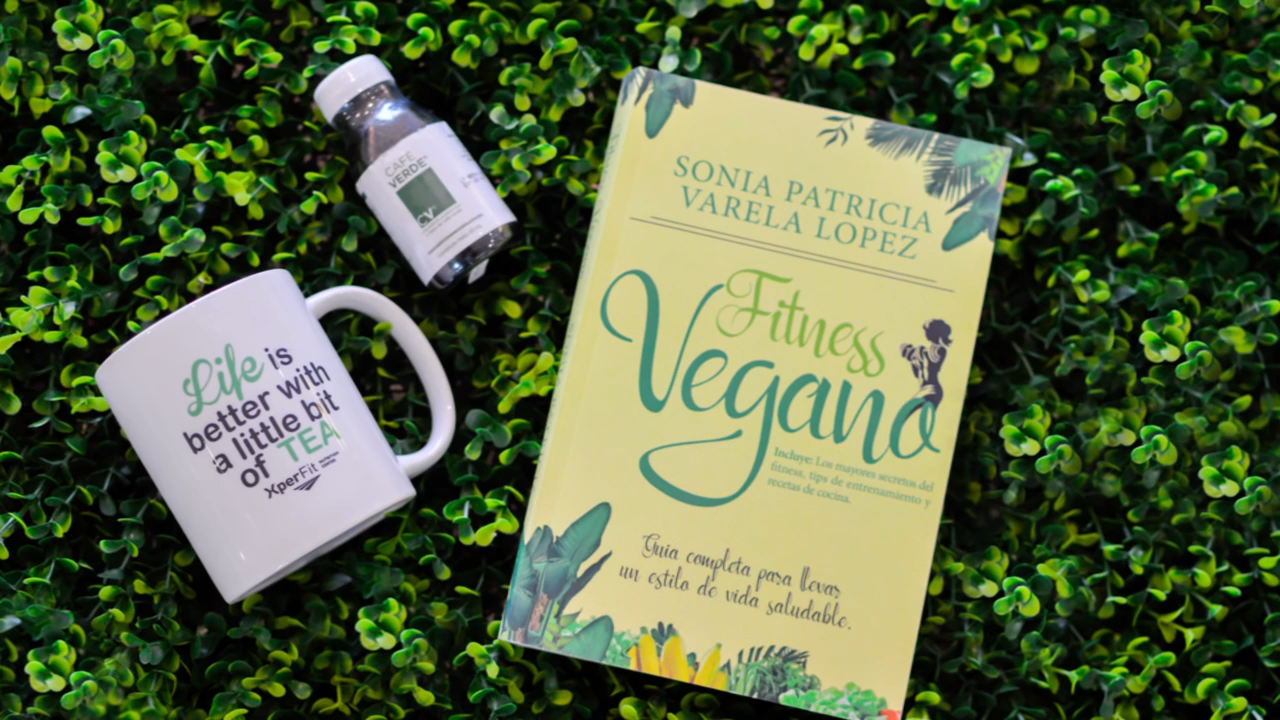 CAFÉ
VERDE
CV
Life is
better with
a little bit
of TEA
XperFit
SONIA PATRICIA
VARELA LOPEZ
Fitness
Vegano
Incluye: Los mayores secretos del
fitness, tips de entrenamiento y
recetas de cocina.
Guia completa para llevar
un estilo de vida saludable.